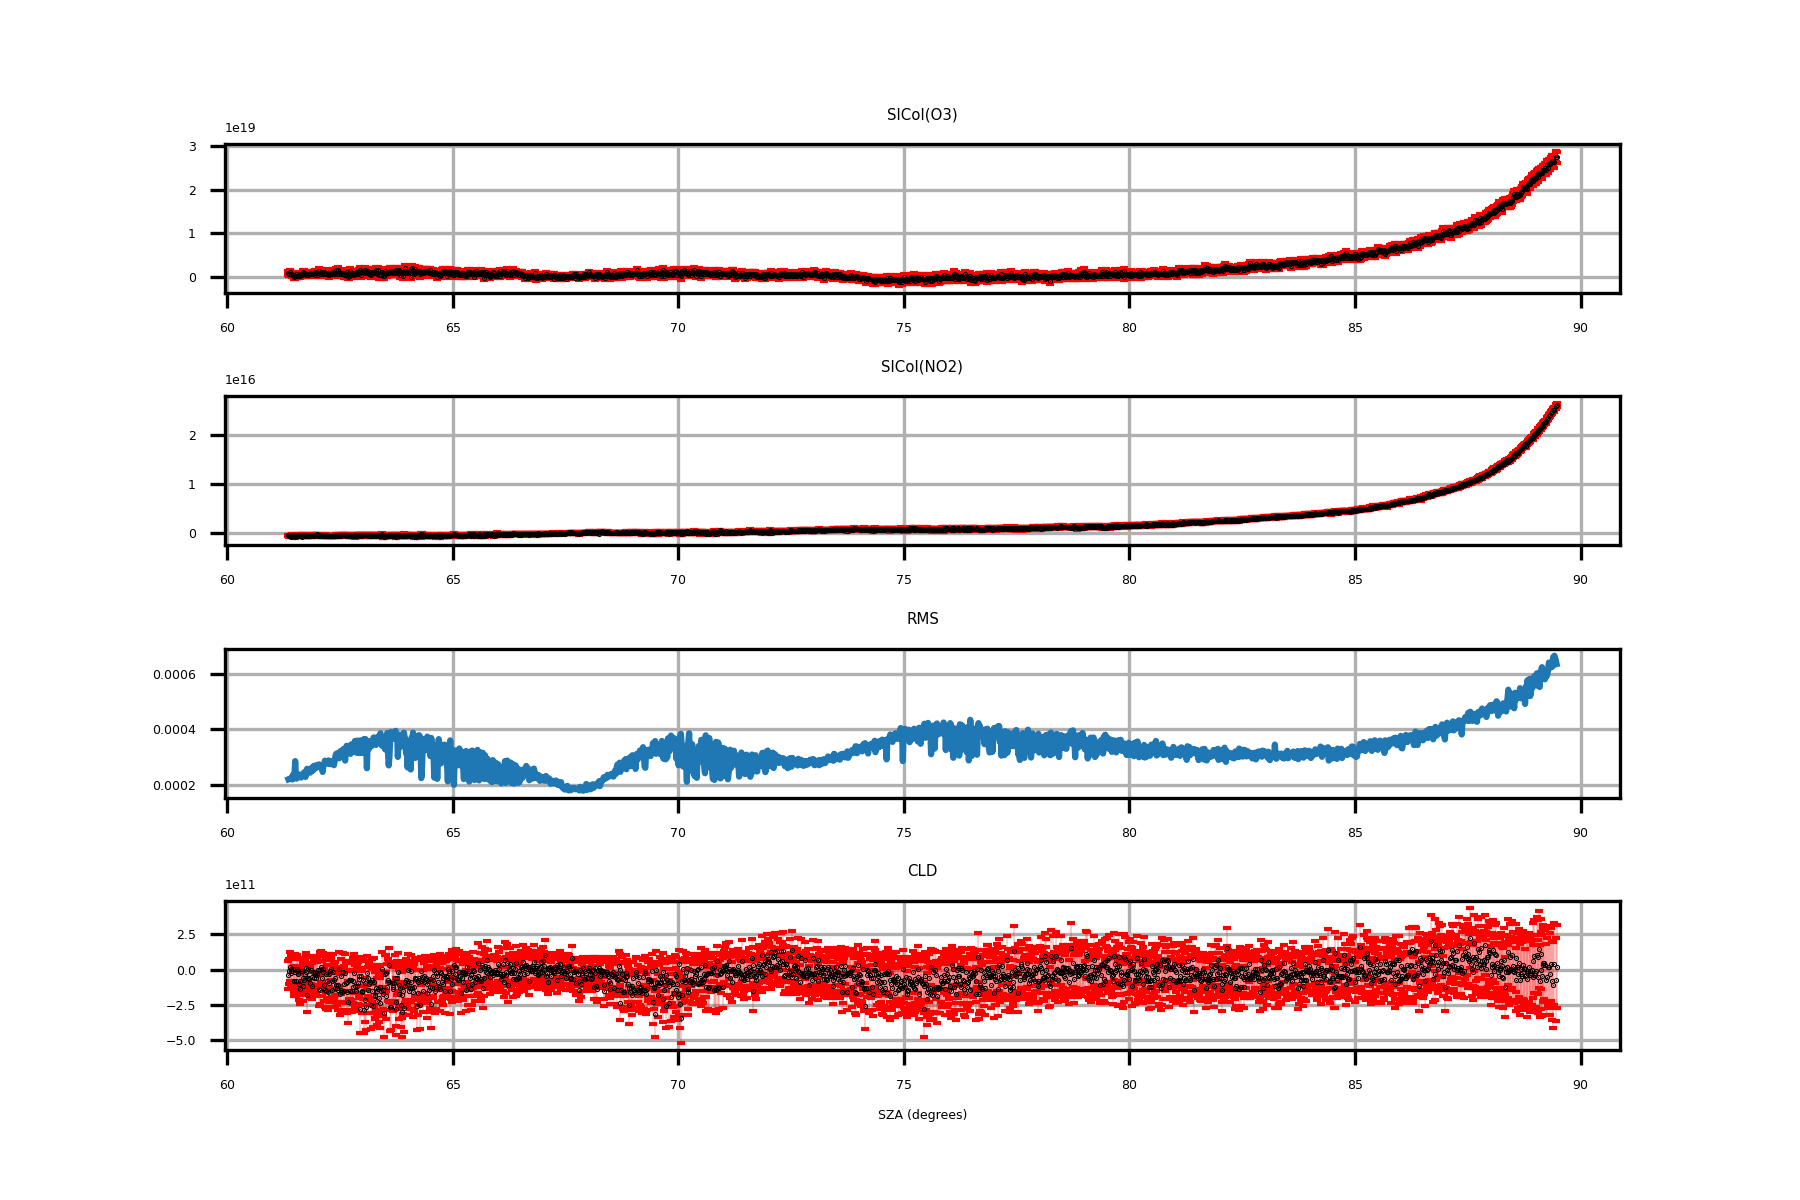 SlCol(O3)
1e19
3
2
1
0
60 65 70 75 80 85 90
SlCol(NO2)
1e16
2
1
0
60 65 70 75 80 85 90
RMS
0.0006
0.0004
0.0002
60 65 70 75 80 85 90
CLD
1e11
2.5
0.0
−2.5
−5.0
60 65 70 75 80 85 90
SZA (degrees)